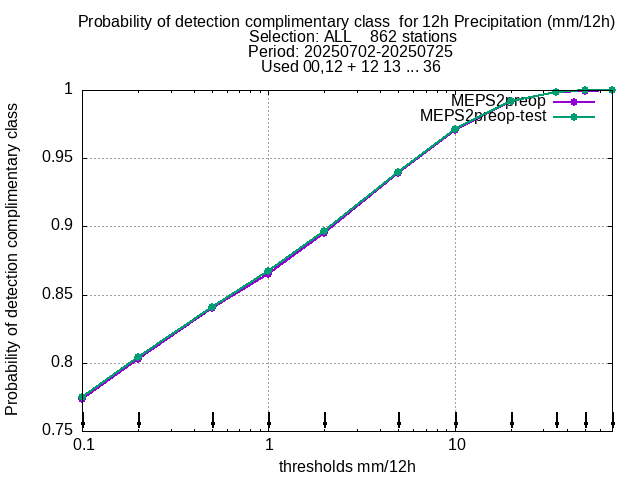 Probability of detection complimentary class  for 12h Precipitation (mm/12h)
Selection: ALL    862 stations
Period: 20250702-20250725
Used 00,12 + 12 13 ... 36
MEPS2preop
MEPS2preop-test
Probability of detection complimentary class
1
0.95
0.9
0.85
0.8
0.75
0.1 1 10
thresholds mm/12h